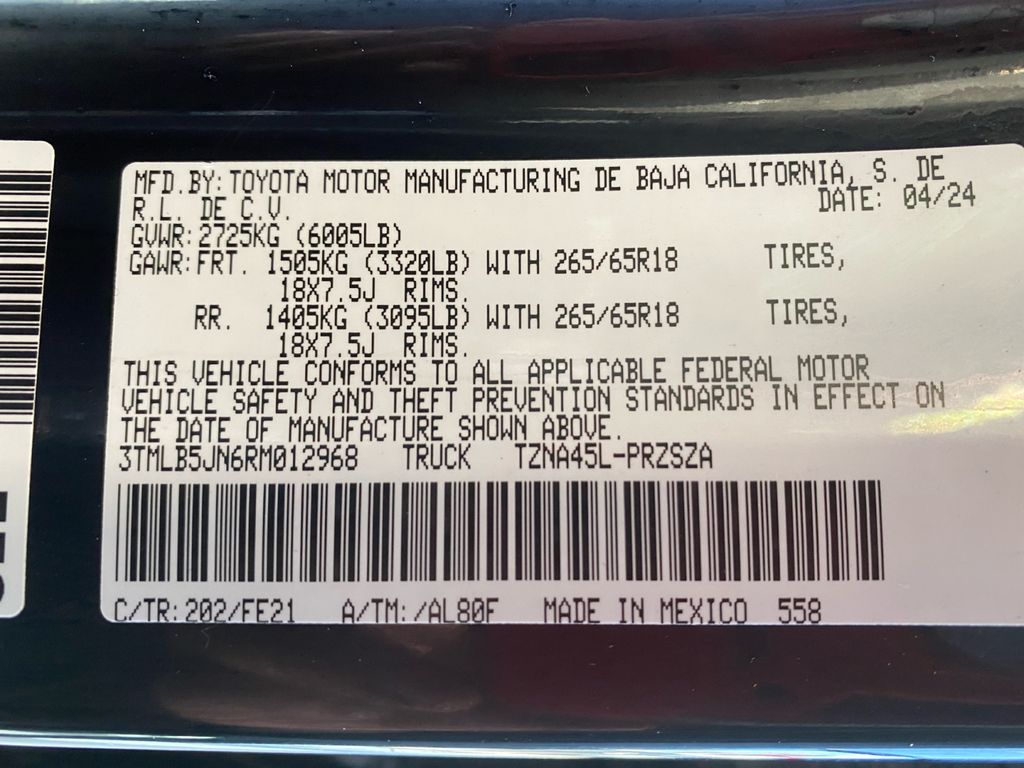 MFD.BY: TOYOTA MOTOR MANUFACTURING DE BAJA CALIFORNIA, S. DE
R.L. DE C.V. DATE: 04/24
GVWR: 2725KG (6005LB)
GAWR: FRT. 1505KG (3320LB) WITH 265/65R18 TIRES,
18X7.5J RIMS.
RR. 1405KG (3095LB) WITH 265/65R18 TIRES,
18X7.5J RIMS.
THIS VEHICLE CONFORMS TO ALL APPLICABLE FEDERAL MOTOR
VEHICLE SAFETY AND THEFT PREVENTION STANDARDS IN EFFECT ON
THE DATE OF MANUFACTURE SHOWN ABOVE.
3TMLB5JN6RM012968 TRUCK TZNA45L-PRZSZA
C/TR: 202/FE21 A/TM: /AL80F MADE IN MEXICO 558